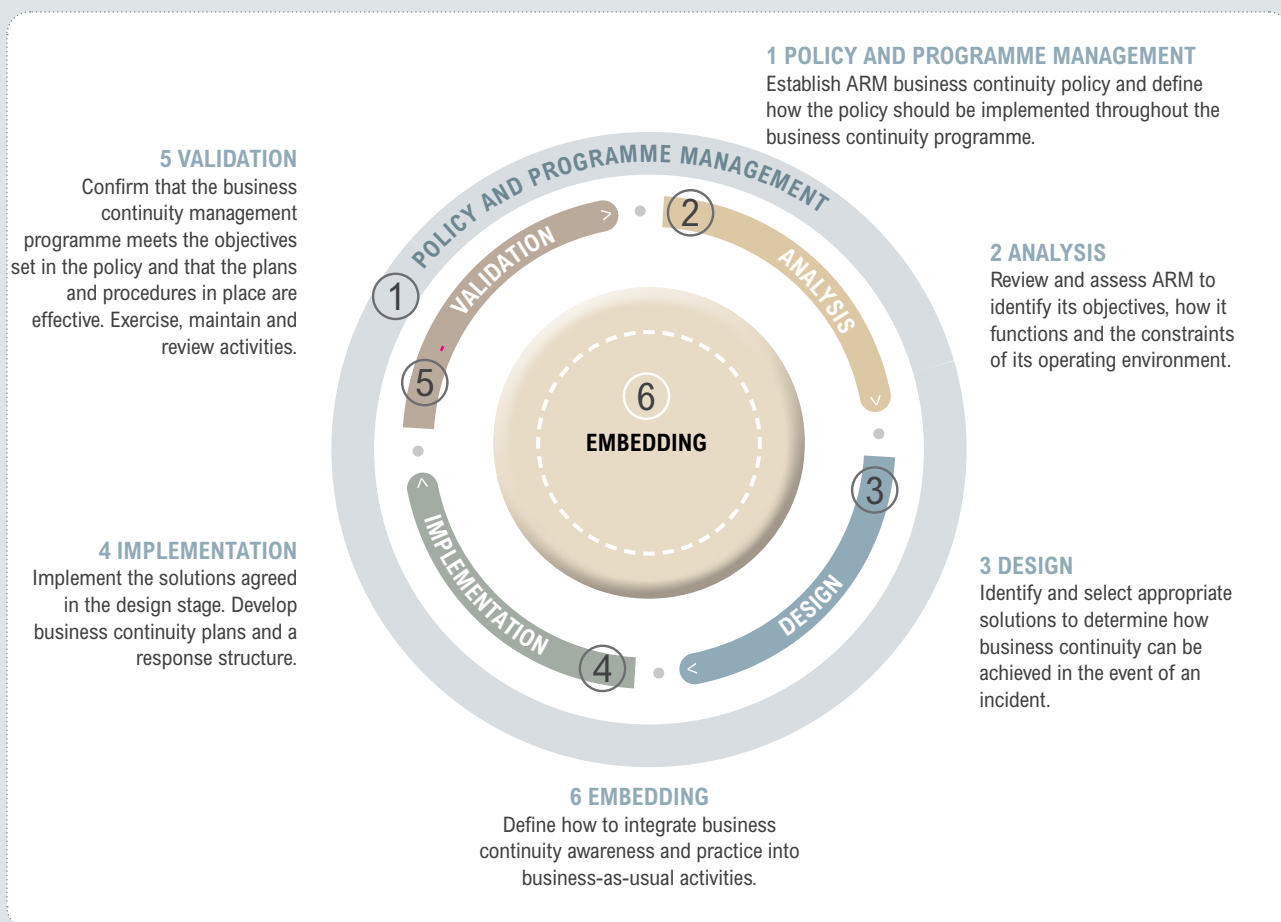 1 POLICY AND PROGRAMME MANAGEMENT
Establish ARM business continuity policy and define
how the policy should be implemented throughout the
business continuity programme.
5 VALIDATION
Confirm that the business
continuity management
programme meets the objectives
set in the policy and that the plans
and procedures in place are
effective. Exercise, maintain and
review activities.
POLICY AND PROGRAMME MANAGEMENT
1
VALIDATION
5
2
ANALYSIS
2 ANALYSIS
Review and assess ARM to
identify its objectives, how it
functions and the constraints
of its operating environment.
6
EMBEDDING
3
DESIGN
IMPLEMENTATION
4
4 IMPLEMENTATION
Implement the solutions agreed
in the design stage. Develop
business continuity plans and a
response structure.
3 DESIGN
Identify and select appropriate
solutions to determine how
business continuity can be
achieved in the event of an
incident.
6 EMBEDDING
Define how to integrate business
continuity awareness and practice into
business-as-usual activities.